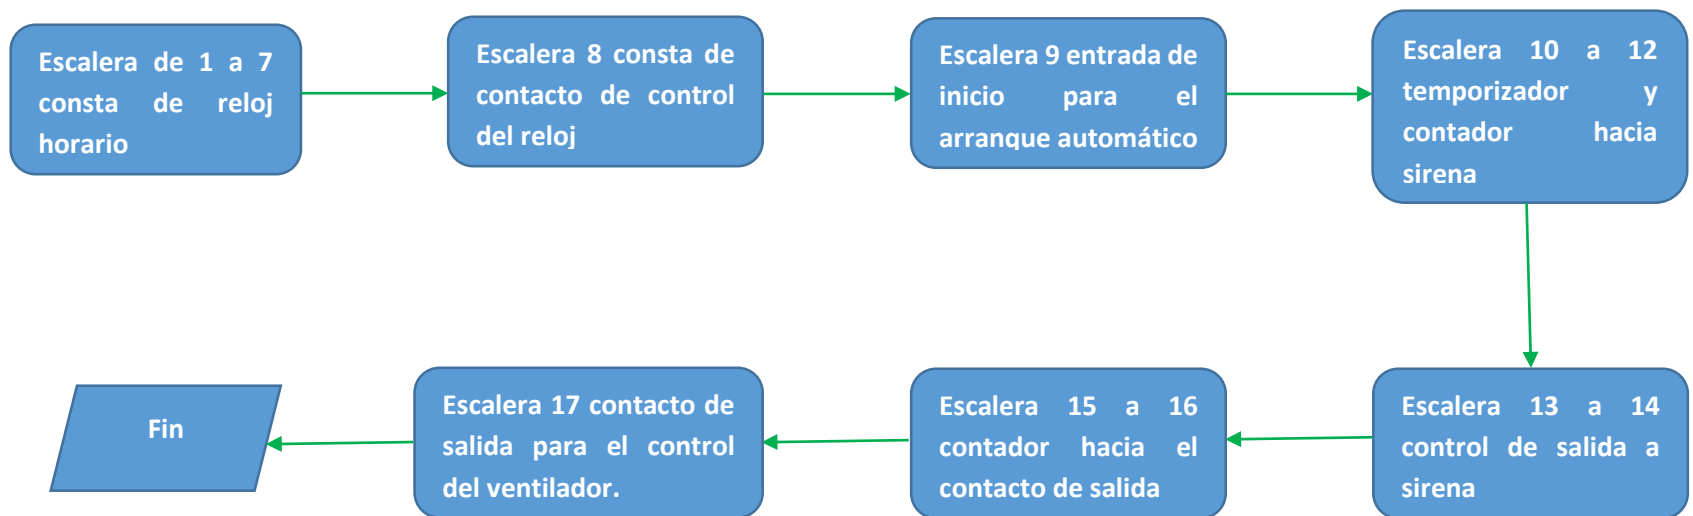 Escalera de 1 a 7
consta de reloj
horario
Escalera 8 consta de
contacto de control
del reloj
Escalera 9 entrada de
inicio para el
arranque automático
Escalera 10 a 12
temporizador y
contador hacia
sirena
Escalera 13 a 14
control de salida a
sirena
Escalera 15 a 16
contador hacia el
contacto de salida
Escalera 17 contacto de
salida para el control
del ventilador.
Fin